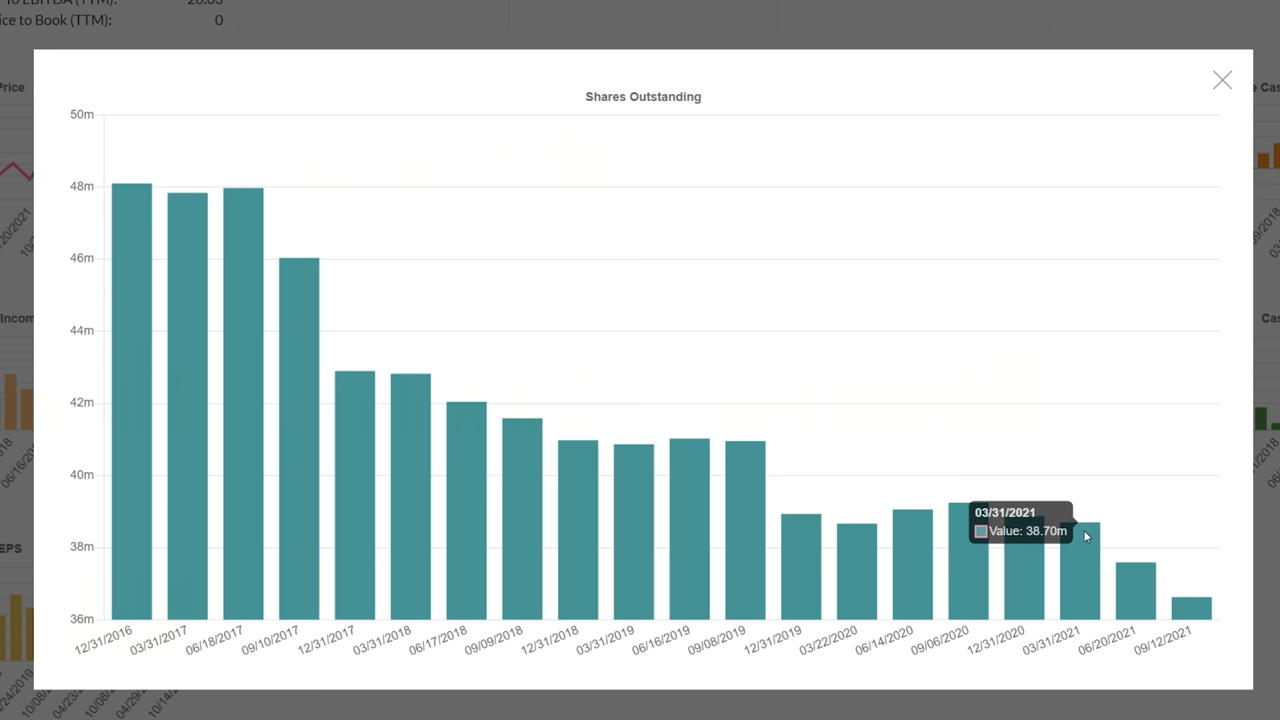 ice to Book (TTM): 0
Price
Shares Outstanding
50m
48m
46m
44m
42m
40m
38m
36m
03/31/2021
Value: 38.70m
12/31/2016
03/31/2017
06/18/2017
09/10/2017
12/31/2017
03/31/2018
06/17/2018
09/09/2018
12/31/2018
03/31/2019
06/16/2019
09/08/2019
12/31/2019
03/22/2020
06/14/2020
09/06/2020
12/31/2020
03/31/2021
06/20/2021
09/12/2021
Incom
EPS
e Cas
Cas